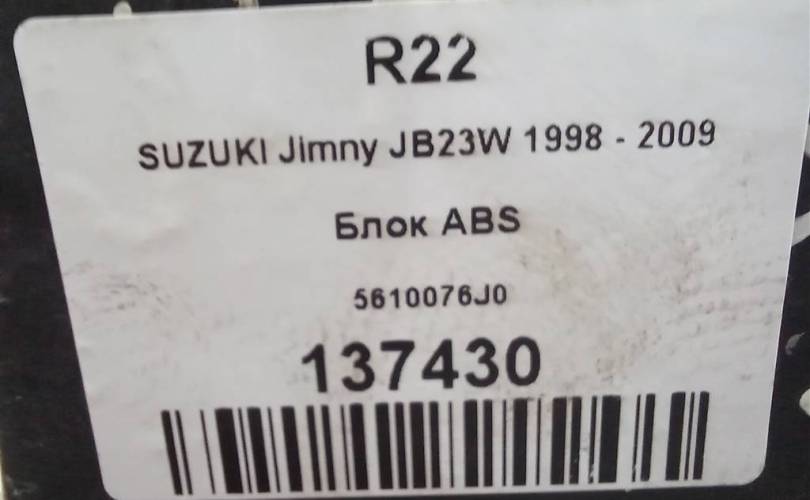 R22
SUZUKI Jimny JB23W 1998 - 2009
Блок ABS
5610076J0
137430